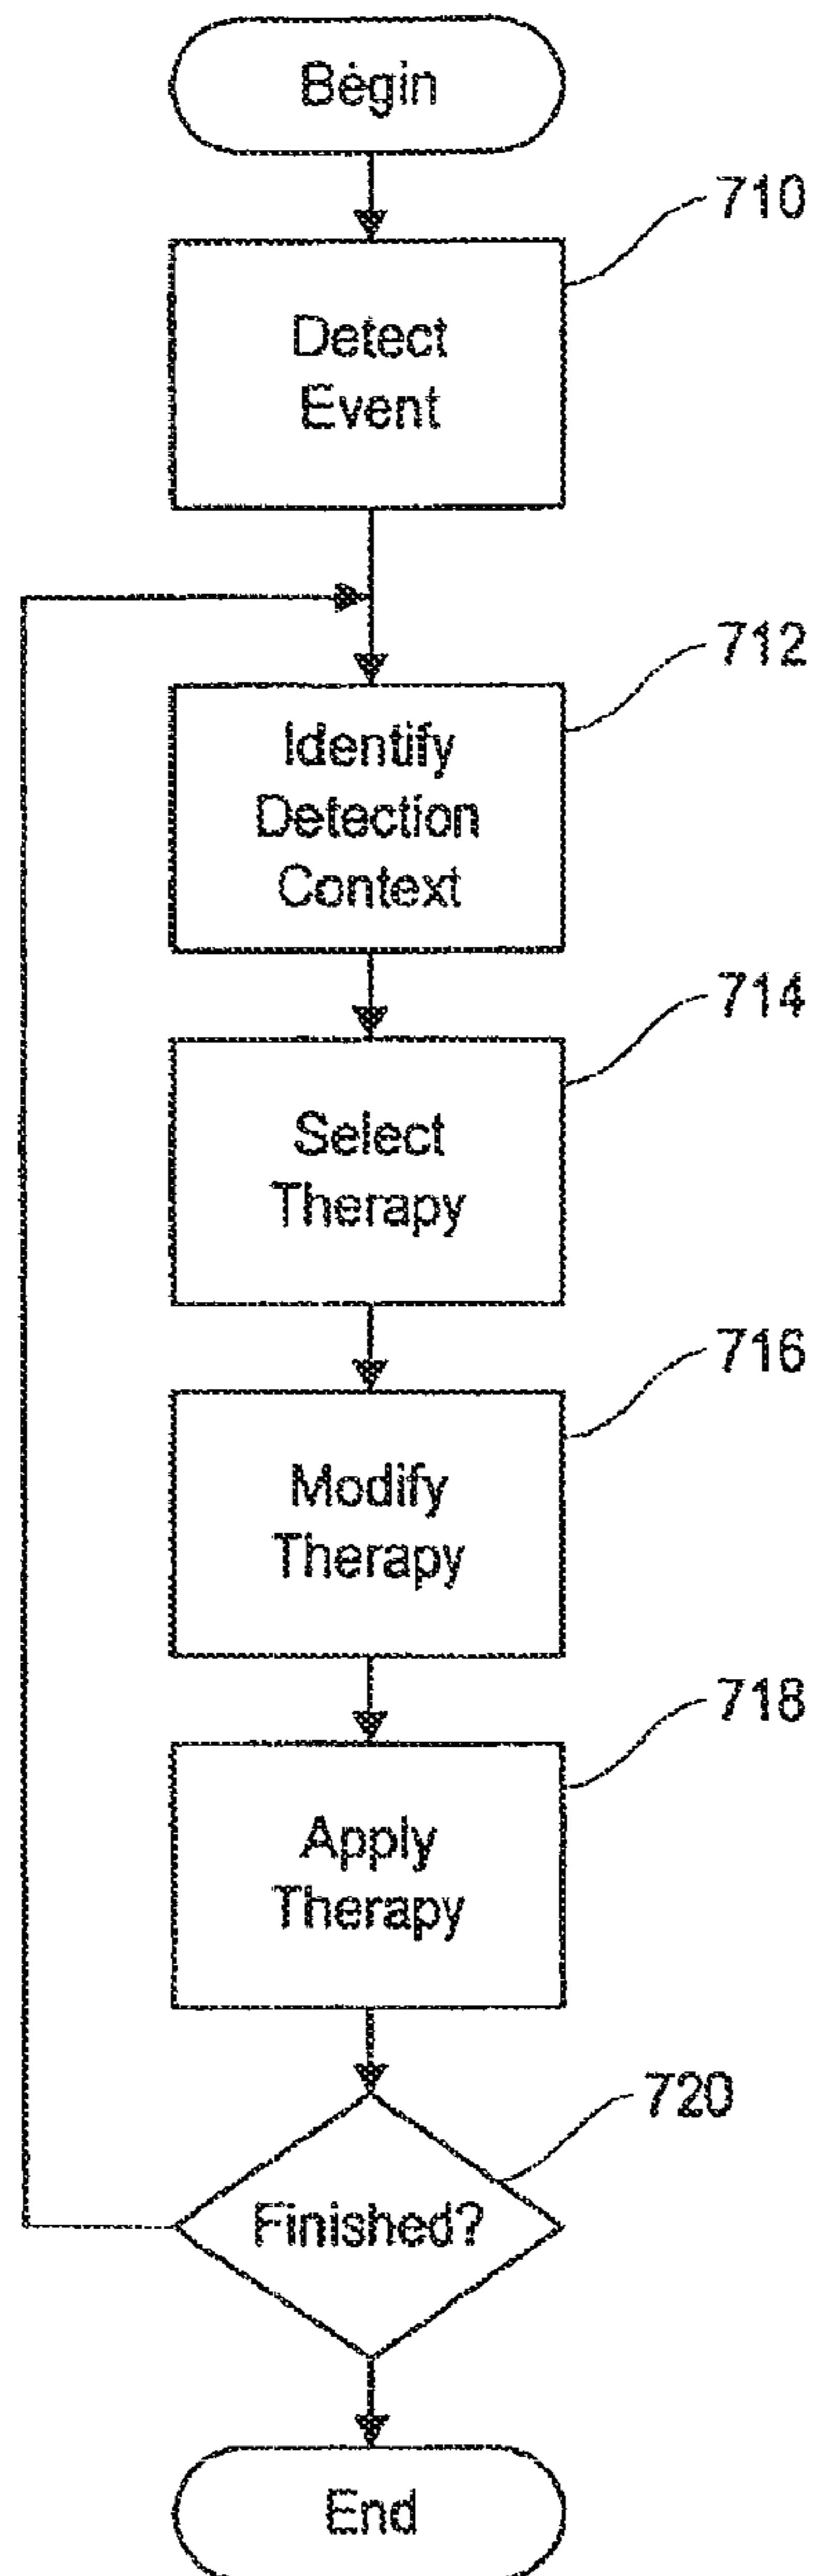 Begin
710
Detect
Event
712
Identify
Detection
Context
714
Select
Therapy
716
Modify
Therapy
718
Apply
Therapy
720
Finished?
End